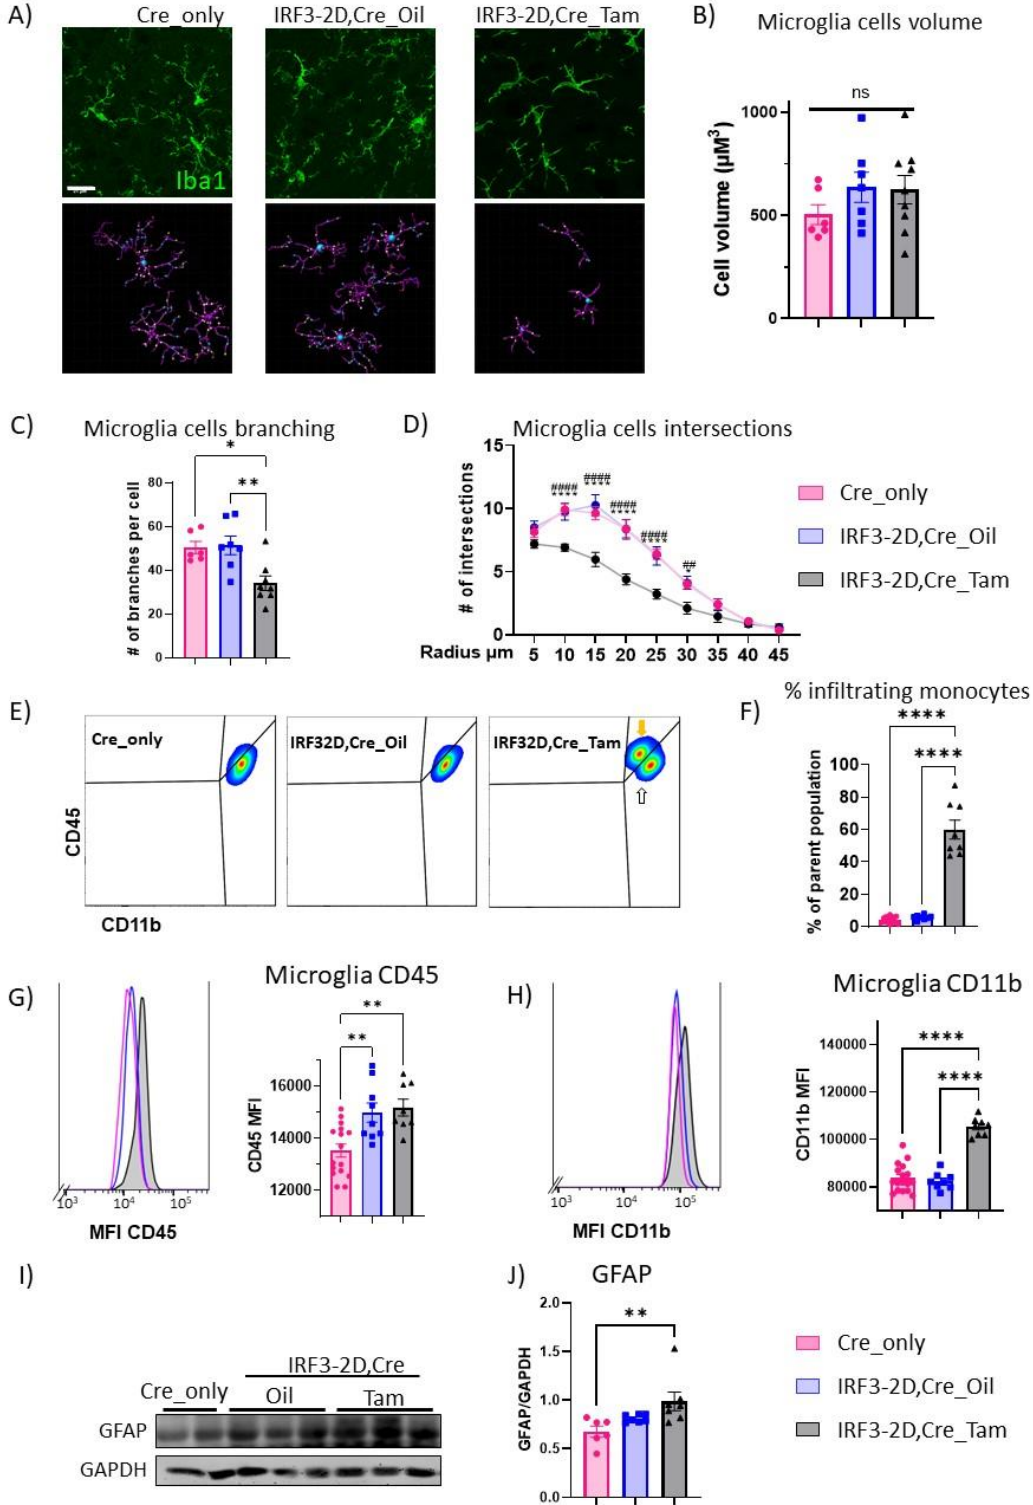 A)
Cre_only
IRF3-2D,Cre_Oil
IRF3-2D,Cre_Tam
Iba1
B)
Microglia cells volume
ns
Cell volume (µM³)
1000
500
0
C)
Microglia cells branching
*
**
# of branches per cell
80
60
40
20
0
D)
Microglia cells intersections
# of intersections
15
10
5
0
####
****
####
****
####
****
####
****
##
*
Radius µm
5 10 15 20 25 30 35 40 45
Cre_only
IRF3-2D,Cre_Oil
IRF3-2D,Cre_Tam
E)
Cre_only
IRF32D,Cre_Oil
IRF32D,Cre_Tam
CD45
CD11b
F)
% infiltrating monocytes
****
****
% of parent population
100
80
60
40
20
0
G)
10³ 10⁴ 10⁵
MFI CD45
Microglia CD45
**
**
CD45 MFI
16000
14000
12000
H)
10³ 10⁴ 10⁵
MFI CD11b
Microglia CD11b
****
****
CD11b MFI
140000
120000
100000
80000
I)
IRF3-2D,Cre
Cre_only Oil Tam
GFAP
GAPDH
J)
GFAP
**
GFAP/GAPDH
2.0
1.5
1.0
0.5
0.0
Cre_only
IRF3-2D,Cre_Oil
IRF3-2D,Cre_Tam